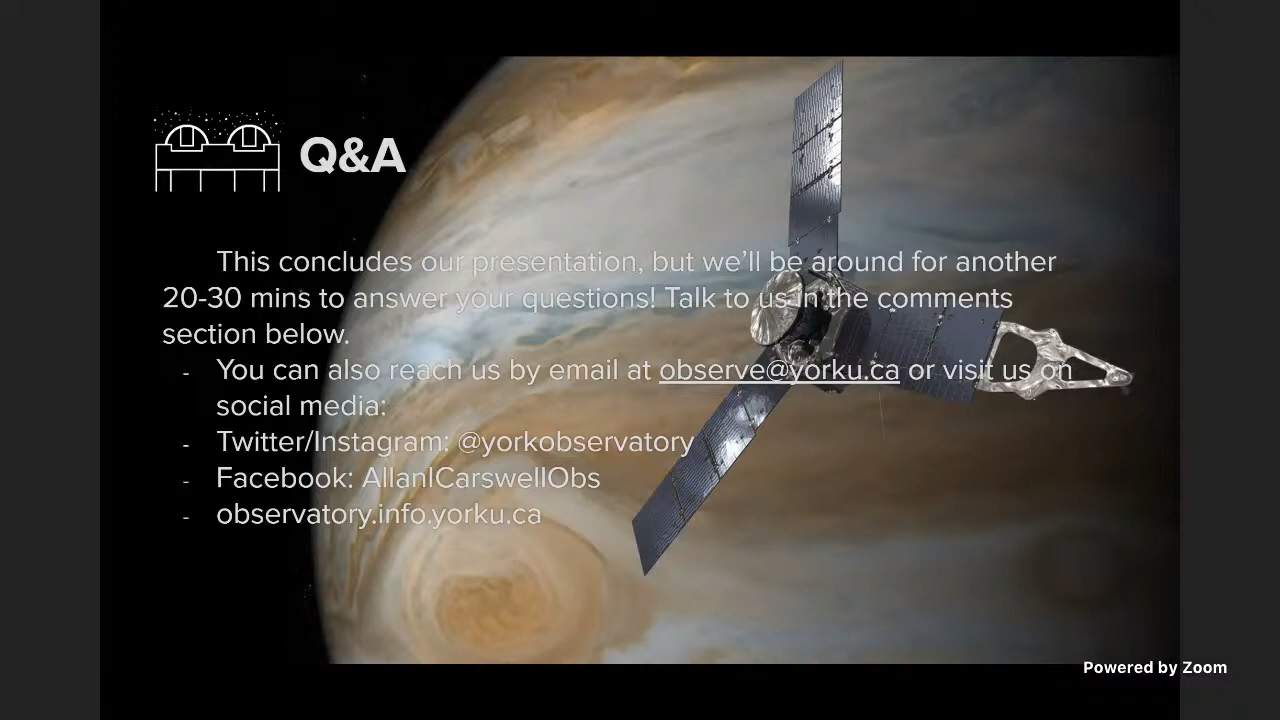 Q&A
This concludes our presentation, but we’ll be around for another
20-30 mins to answer your questions! Talk to us in the comments
section below.
- You can also reach us by email at observe@yorku.ca or visit us on
social media:
- Twitter/Instagram: @yorkobservatory
- Facebook: AllanICarswellObs
- observatory.info.yorku.ca
Powered by Zoom